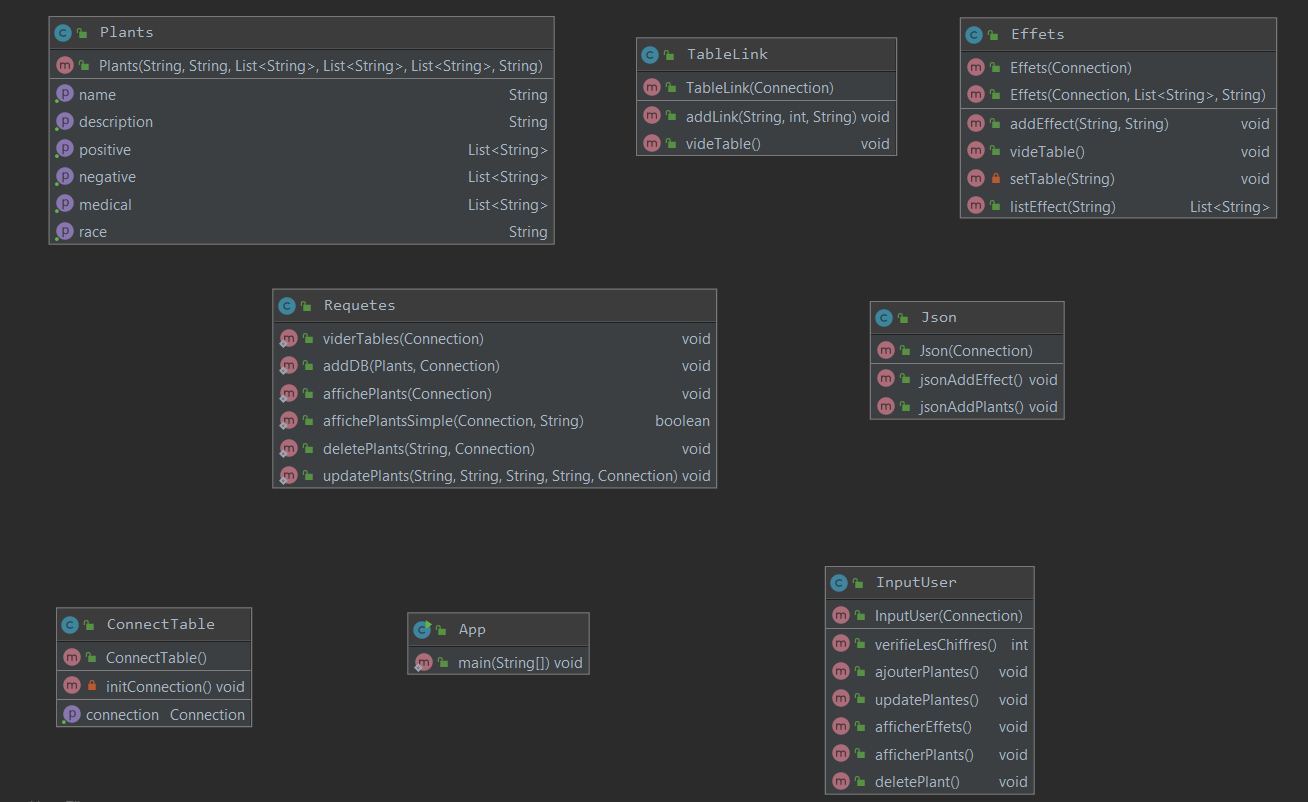 Plants
Plants(String, String, List<String>, List<String>, List<String>, String)
name String
description String
positive List<String>
negative List<String>
medical List<String>
race String
TableLink
TableLink(Connection)
addLink(String, int, String) void
videTable() void
Effets
Effets(Connection)
Effets(Connection, List<String>, String)
addEffect(String, String) void
videTable() void
setTable(String) void
listEffect(String) List<String>
Requetes
viderTables(Connection) void
addDB(Plants, Connection) void
affichePlants(Connection) void
affichePlantsSimple(Connection, String) boolean
deletePlants(String, Connection) void
updatePlants(String, String, String, String, Connection) void
Json
Json(Connection)
jsonAddEffect() void
jsonAddPlants() void
ConnectTable
ConnectTable()
initConnection() void
connection Connection
App
main(String[]) void
InputUser
InputUser(Connection)
verifieLesChiffres() int
ajouterPlantes() void
updatePlantes() void
afficherEffets() void
afficherPlants() void
deletePlant() void